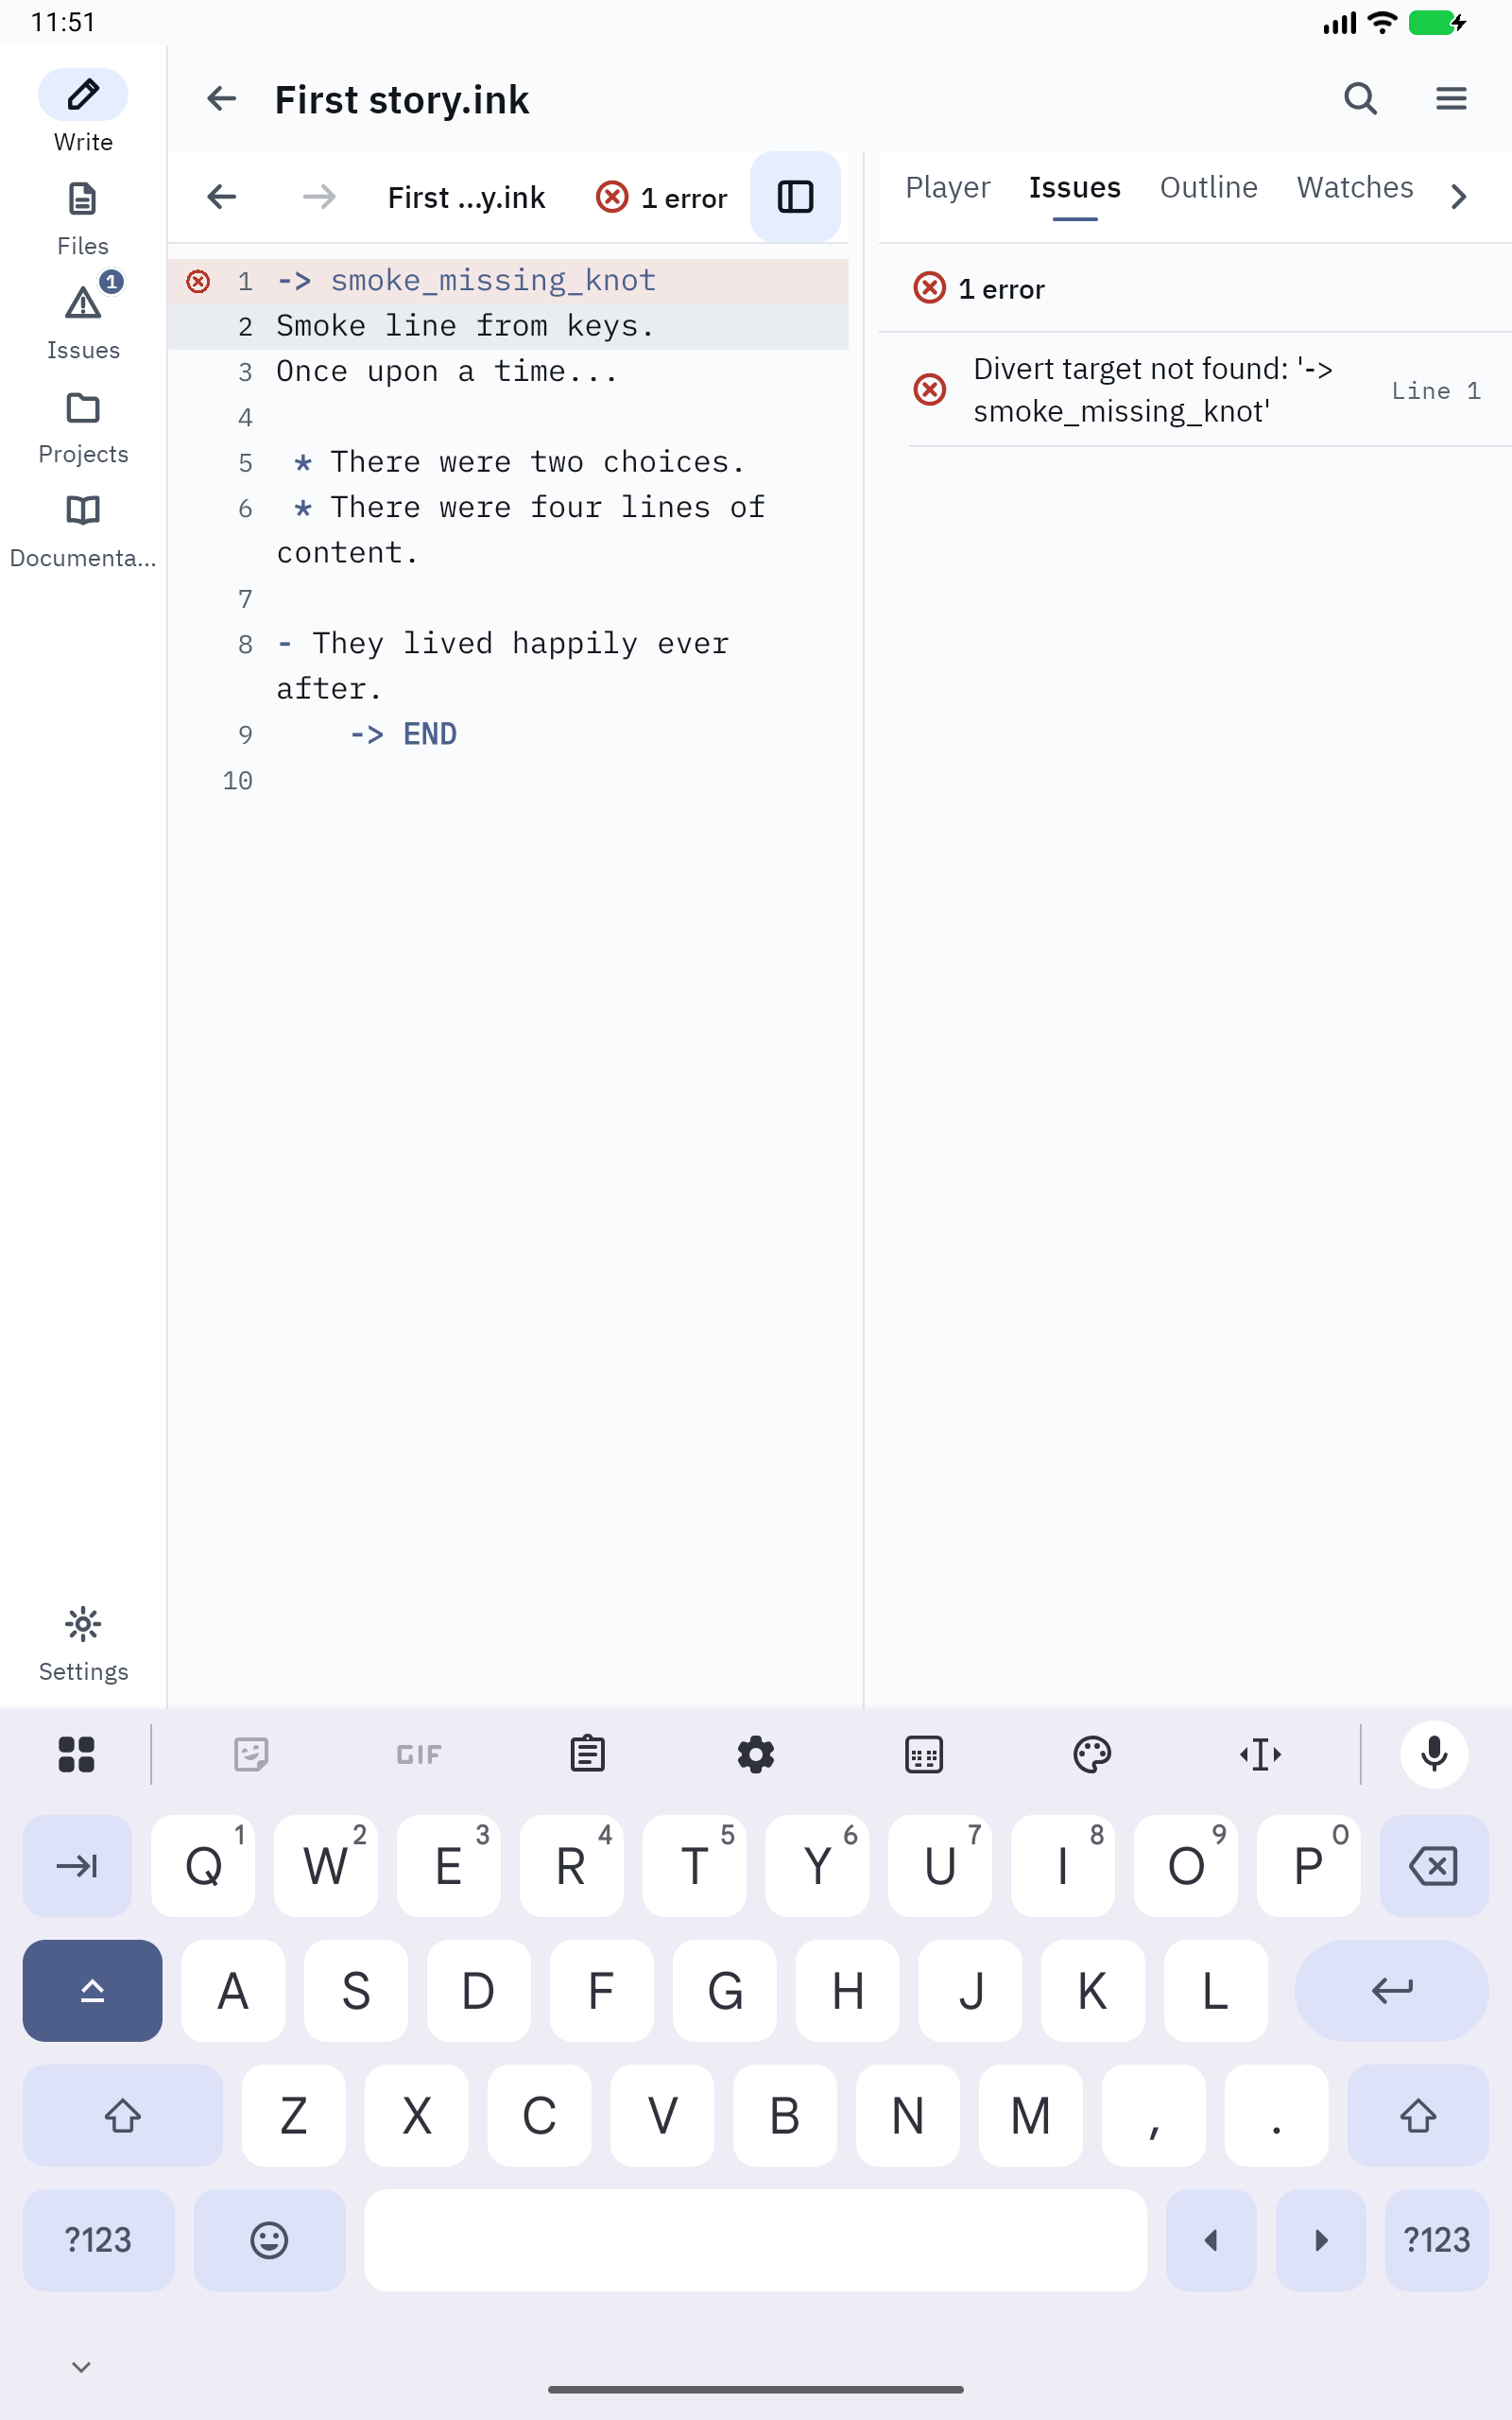 11:51
Write
Files
1
Issues
Projects
Documenta...
Settings
First story.ink
First ...y.ink
1 error
1 -> smoke_missing_knot
2 Smoke line from keys.
3 Once upon a time...
4
5 * There were two choices.
6 * There were four lines of
content.
7
8 - They lived happily ever
after.
9 -> END
10
Player Issues Outline Watches
1 error
Divert target not found: '->
smoke_missing_knot'
Line 1
GIF
Q 1 W 2 E 3 R 4 T 5 Y 6 U 7 I 8 O 9 P 0
A S D F G H J K L
Z X C V B N M , .
?123 ?123